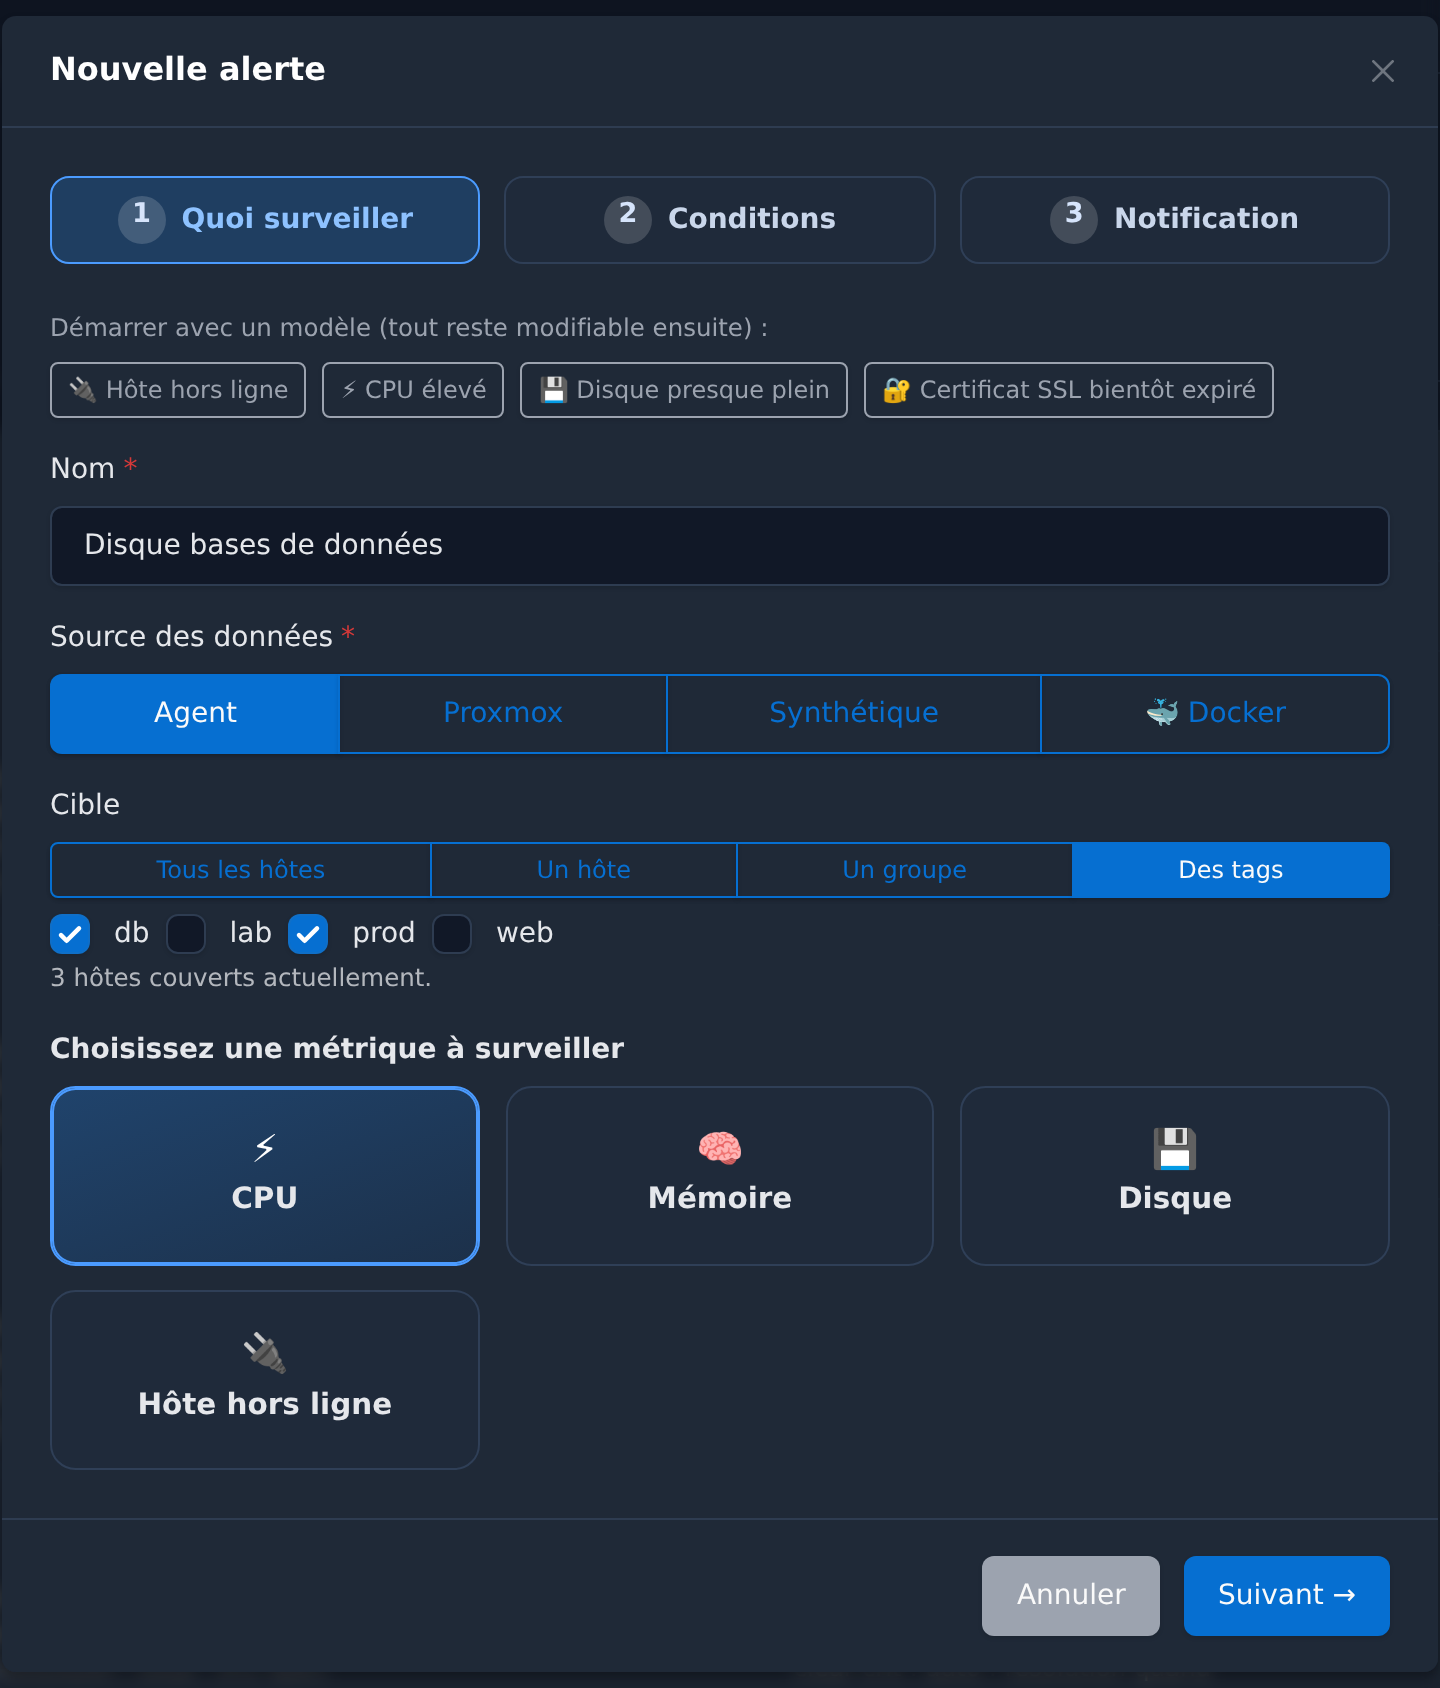 Nouvelle alerte
1 Quoi surveiller
2 Conditions
3 Notification
Démarrer avec un modèle (tout reste modifiable ensuite) :
🔌 Hôte hors ligne
⚡ CPU élevé
💾 Disque presque plein
🔐 Certificat SSL bientôt expiré
Nom *
Disque bases de données
Source des données *
Agent
Proxmox
Synthétique
🐳 Docker
Cible
Tous les hôtes
Un hôte
Un groupe
Des tags
db lab prod web
3 hôtes couverts actuellement.
Choisissez une métrique à surveiller
CPU
Mémoire
Disque
Hôte hors ligne
Annuler
Suivant →